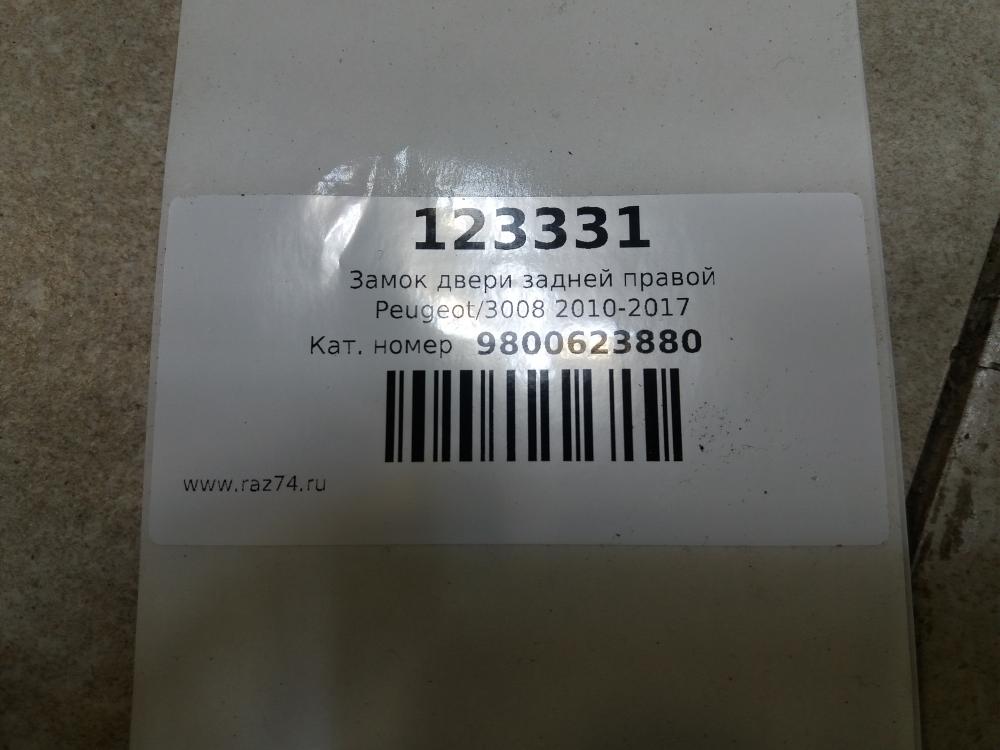 123331
Замок двери задней правой
Peugeot/3008 2010-2017
Кат. номер 9800623880
www.raz74.ru